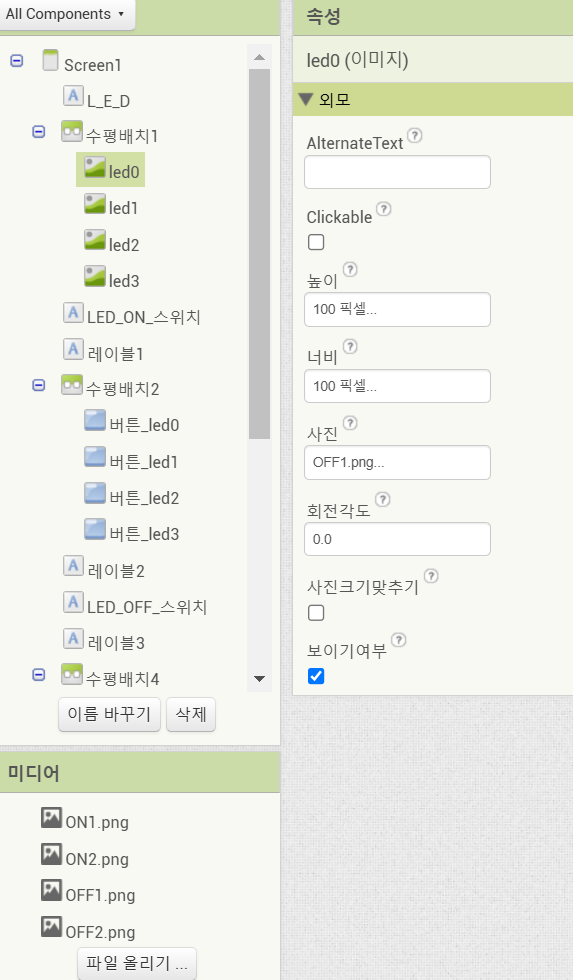 All Components
Screen1
L_E_D
수평배치1
led0
led1
led2
led3
LED_ON_스위치
레이블1
수평배치2
버튼_led0
버튼_led1
버튼_led2
버튼_led3
레이블2
LED_OFF_스위치
레이블3
수평배치4
이름 바꾸기 삭제
미디어
ON1.png
ON2.png
OFF1.png
OFF2.png
파일 올리기 ...
속성
led0 (이미지)
외모
AlternateText
Clickable
높이
100 픽셀...
너비
100 픽셀...
사진
OFF1.png...
회전각도
0.0
사진크기맞추기
보이기여부